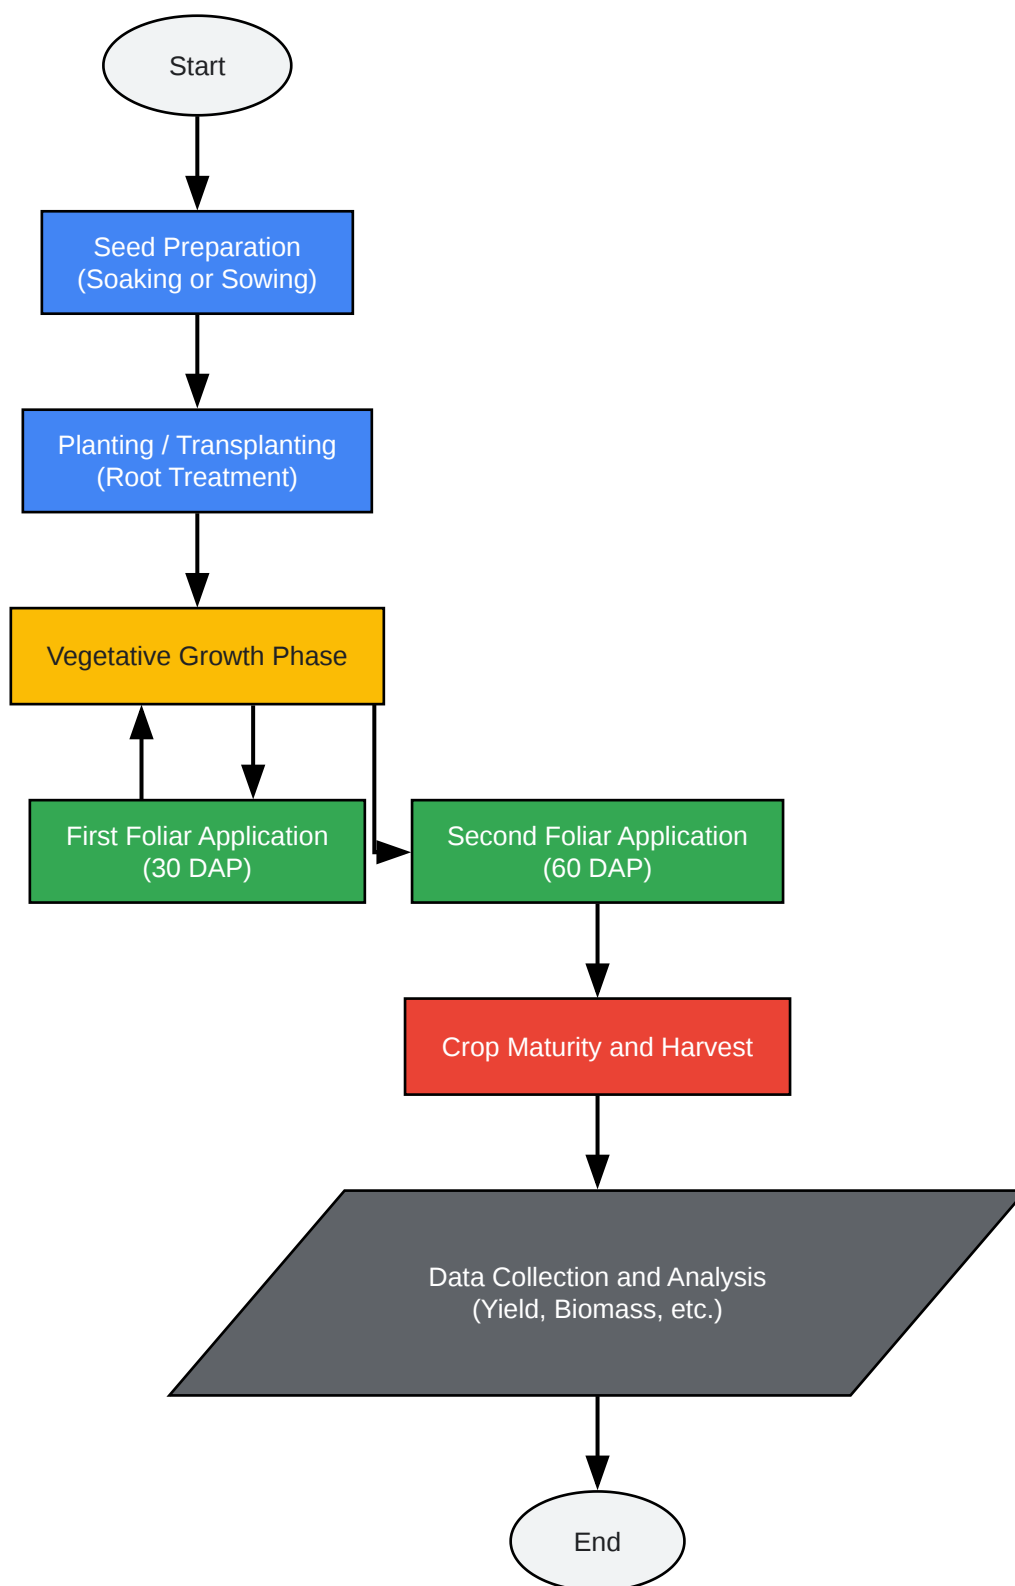 Start
Seed Preparation
(Soaking or Sowing)
Planting / Transplanting
(Root Treatment)
Vegetative Growth Phase
First Foliar Application
(30 DAP)
Second Foliar Application
(60 DAP)
Crop Maturity and Harvest
Data Collection and Analysis
(Yield, Biomass, etc.)
End